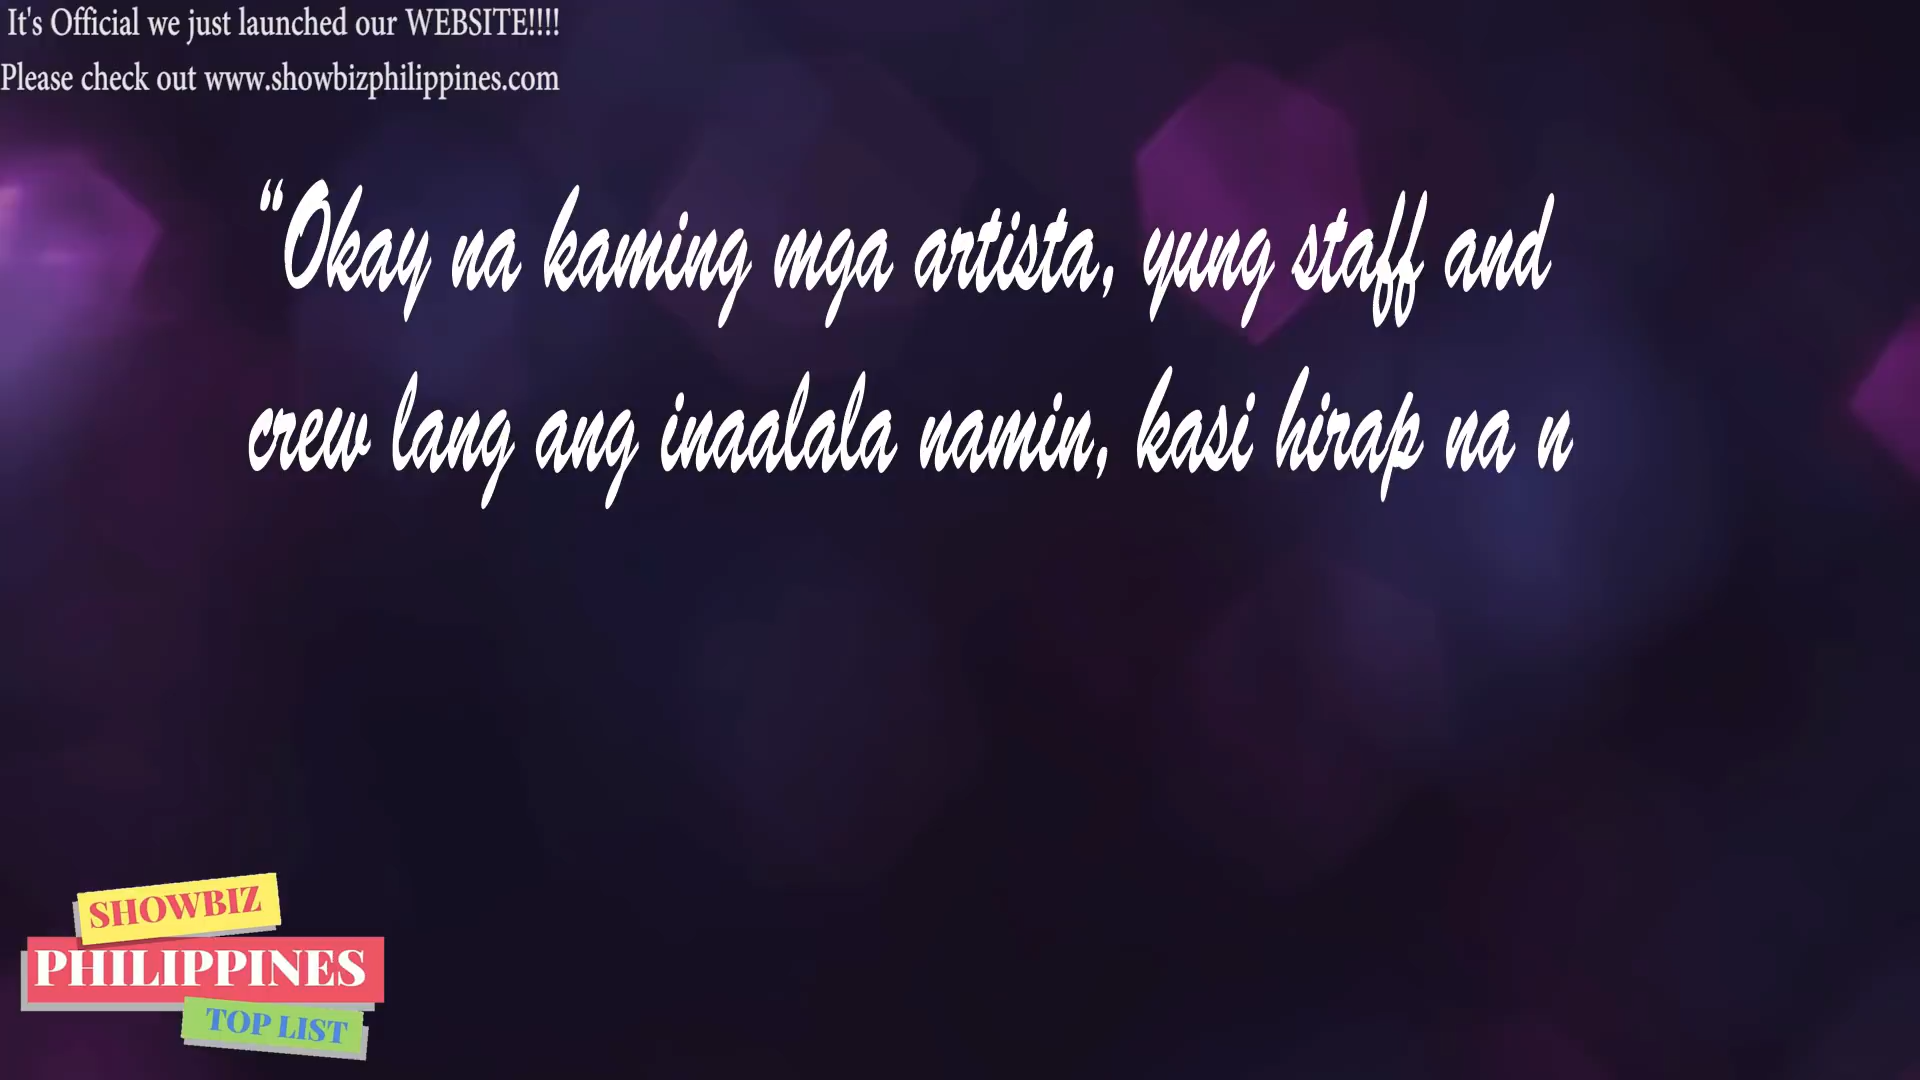 It's Official we just launched our WEBSITE!!!!
Please check out www.showbizphilippines.com
“Okay na kaming mga artista, yung staff and
crew lang ang inaalala namin, kasi hirap na n
SHOWBIZ
PHILIPPINES
TOP LIST